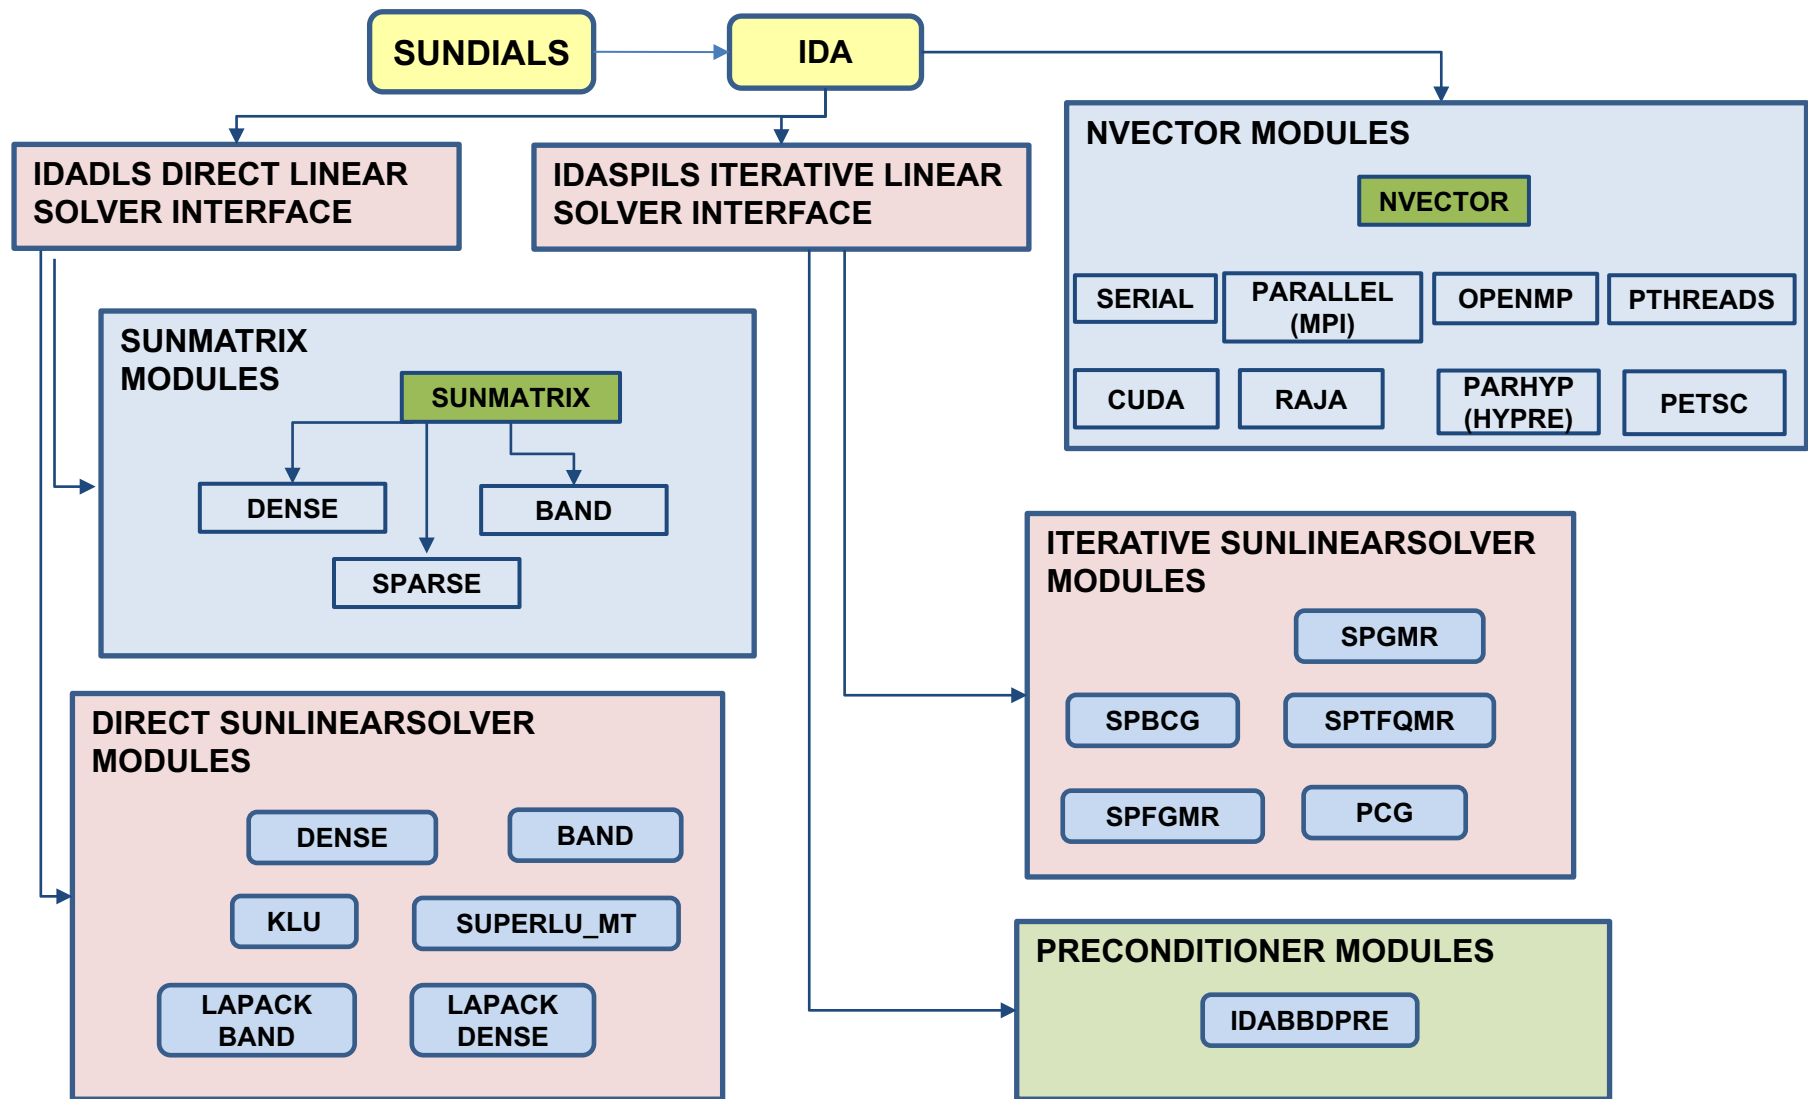 SUNDIALS
IDA
IDADLS DIRECT LINEAR
SOLVER INTERFACE
IDASPILS ITERATIVE LINEAR
SOLVER INTERFACE
NVECTOR MODULES
NVECTOR
SERIAL
PARALLEL
(MPI)
OPENMP
PTHREADS
CUDA
RAJA
PARHYP
(HYPRE)
PETSC
SUNMATRIX
MODULES
SUNMATRIX
DENSE
BAND
SPARSE
DIRECT SUNLINEARSOLVER
MODULES
DENSE
BAND
KLU
SUPERLU_MT
LAPACK
BAND
LAPACK
DENSE
ITERATIVE SUNLINEARSOLVER
MODULES
SPGMR
SPBCG
SPTFQMR
SPFGMR
PCG
PRECONDITIONER MODULES
IDABBDPRE